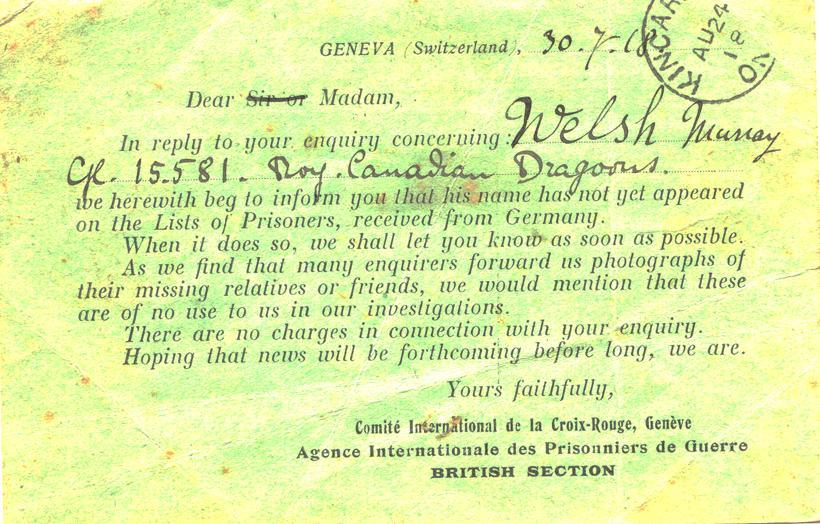 GENEVA (Switzerland), 30.7.18.
KINCAR
AU 24
18
VO
Dear Sir or Madam,
In reply to your enquiry concerning: Welsh Murray
Cpl. 15.581. Roy. Canadian Dragoons.
we herewith beg to inform you that his name has not yet appeared
on the Lists of Prisoners, received from Germany.
When it does so, we shall let you know as soon as possible.
As we find that many enquirers forward us photographs of
their missing relatives or friends, we would mention that these
are of no use to us in our investigations.
There are no charges in connection with your enquiry.
Hoping that news will be forthcoming before long, we are.
Yours faithfully,
Comité International de la Croix-Rouge, Genève
Agence Internationale des Prisonniers de Guerre
BRITISH SECTION